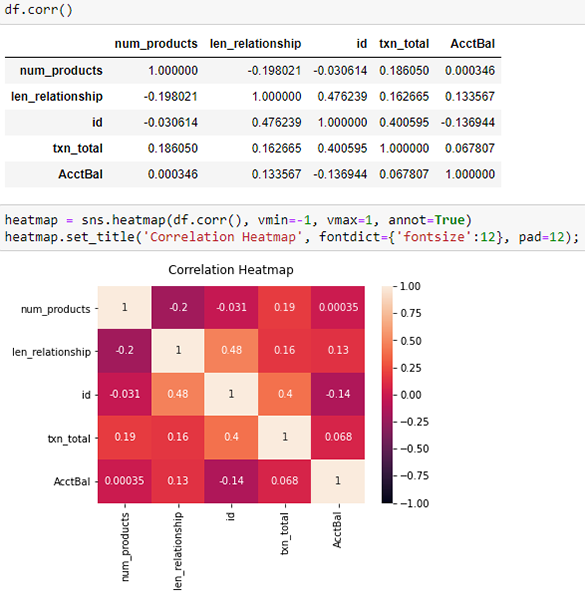 df.corr()
num_products len_relationship id txn_total AcctBal
num_products 1.000000 -0.198021 -0.030614 0.186050 0.000346
len_relationship -0.198021 1.000000 0.476239 0.162665 0.133567
id -0.030614 0.476239 1.000000 0.400595 -0.136944
txn_total 0.186050 0.162665 0.400595 1.000000 0.067807
AcctBal 0.000346 0.133567 -0.136944 0.067807 1.000000
heatmap = sns.heatmap(df.corr(), vmin=-1, vmax=1, annot=True)
heatmap.set_title('Correlation Heatmap', fontdict={'fontsize':12}, pad=12);
Correlation Heatmap
num_products 1 -0.2 -0.031 0.19 0.00035
len_relationship -0.2 1 0.48 0.16 0.13
id -0.031 0.48 1 0.4 -0.14
txn_total 0.19 0.16 0.4 1 0.068
AcctBal 0.00035 0.13 -0.14 0.068 1
num_products
len_relationship
id
txn_total
AcctBal
1.00
0.75
0.50
0.25
0.00
-0.25
-0.50
-0.75
-1.00